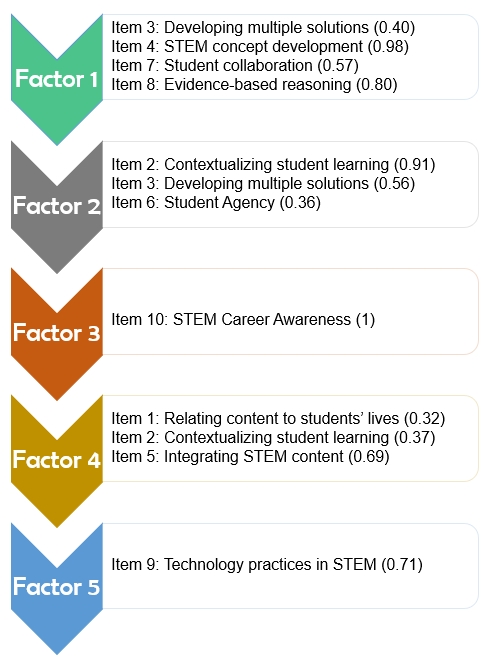 Factor 1
Item 3: Developing multiple solutions (0.40)
Item 4: STEM concept development (0.98)
Item 7: Student collaboration (0.57)
Item 8: Evidence-based reasoning (0.80)
Factor 2
Item 2: Contextualizing student learning (0.91)
Item 3: Developing multiple solutions (0.56)
Item 6: Student Agency (0.36)
Factor 3
Item 10: STEM Career Awareness (1)
Factor 4
Item 1: Relating content to students’ lives (0.32)
Item 2: Contextualizing student learning (0.37)
Item 5: Integrating STEM content (0.69)
Factor 5
Item 9: Technology practices in STEM (0.71)